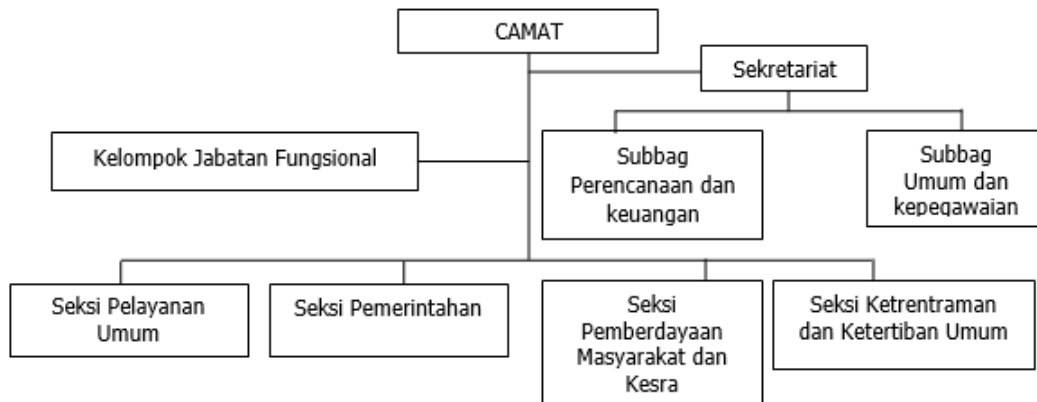 CAMAT
Sekretariat
Kelompok Jabatan Fungsional
Subbag
Perencanaan dan
keuangan
Subbag
Umum dan
kepegawaian
Seksi Pelayanan
Umum
Seksi Pemerintahan
Seksi
Pemberdayaan
Masyarakat dan
Kesra
Seksi Ketrentraman
dan Ketertiban Umum